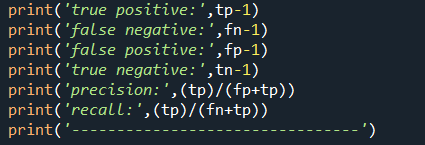 print('true positive:',tp-1)
print('false negative:',fn-1)
print('false positive:',fp-1)
print('true negative:',tn-1)
print('precision:',(tp)/(fp+tp))
print('recall:',(tp)/(fn+tp))
print('---------------------------------')